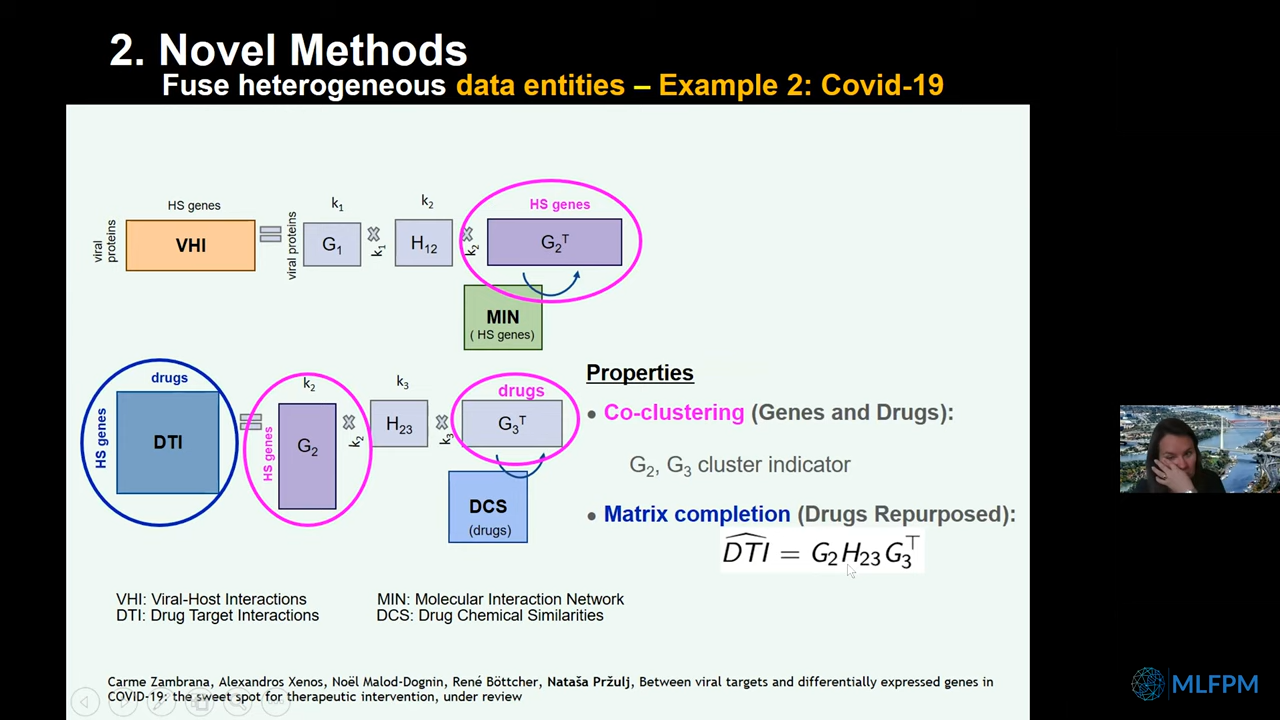 2. Novel Methods
Fuse heterogeneous data entities – Example 2: Covid-19
HS genes
k1
k2
HS genes
viral proteins
VHI
viral proteins
G1
k1
H12
k2
G2T
MIN
( HS genes)
drugs
k2
k3
drugs
HS genes
DTI
HS genes
G2
k2
H23
k3
G3T
DCS
(drugs)
Properties
• Co-clustering (Genes and Drugs):
G2, G3 cluster indicator
• Matrix completion (Drugs Repurposed):
DTI = G2H23G3T
VHI: Viral-Host Interactions
MIN: Molecular Interaction Network
DTI: Drug Target Interactions
DCS: Drug Chemical Similarities
Carme Zambrana, Alexandros Xenos, Noël Malod-Dognin, René Böttcher, Nataša Pržulj, Between viral targets and differentially expressed genes in
COVID-19: the sweet spot for therapeutic intervention, under review
MLFPM